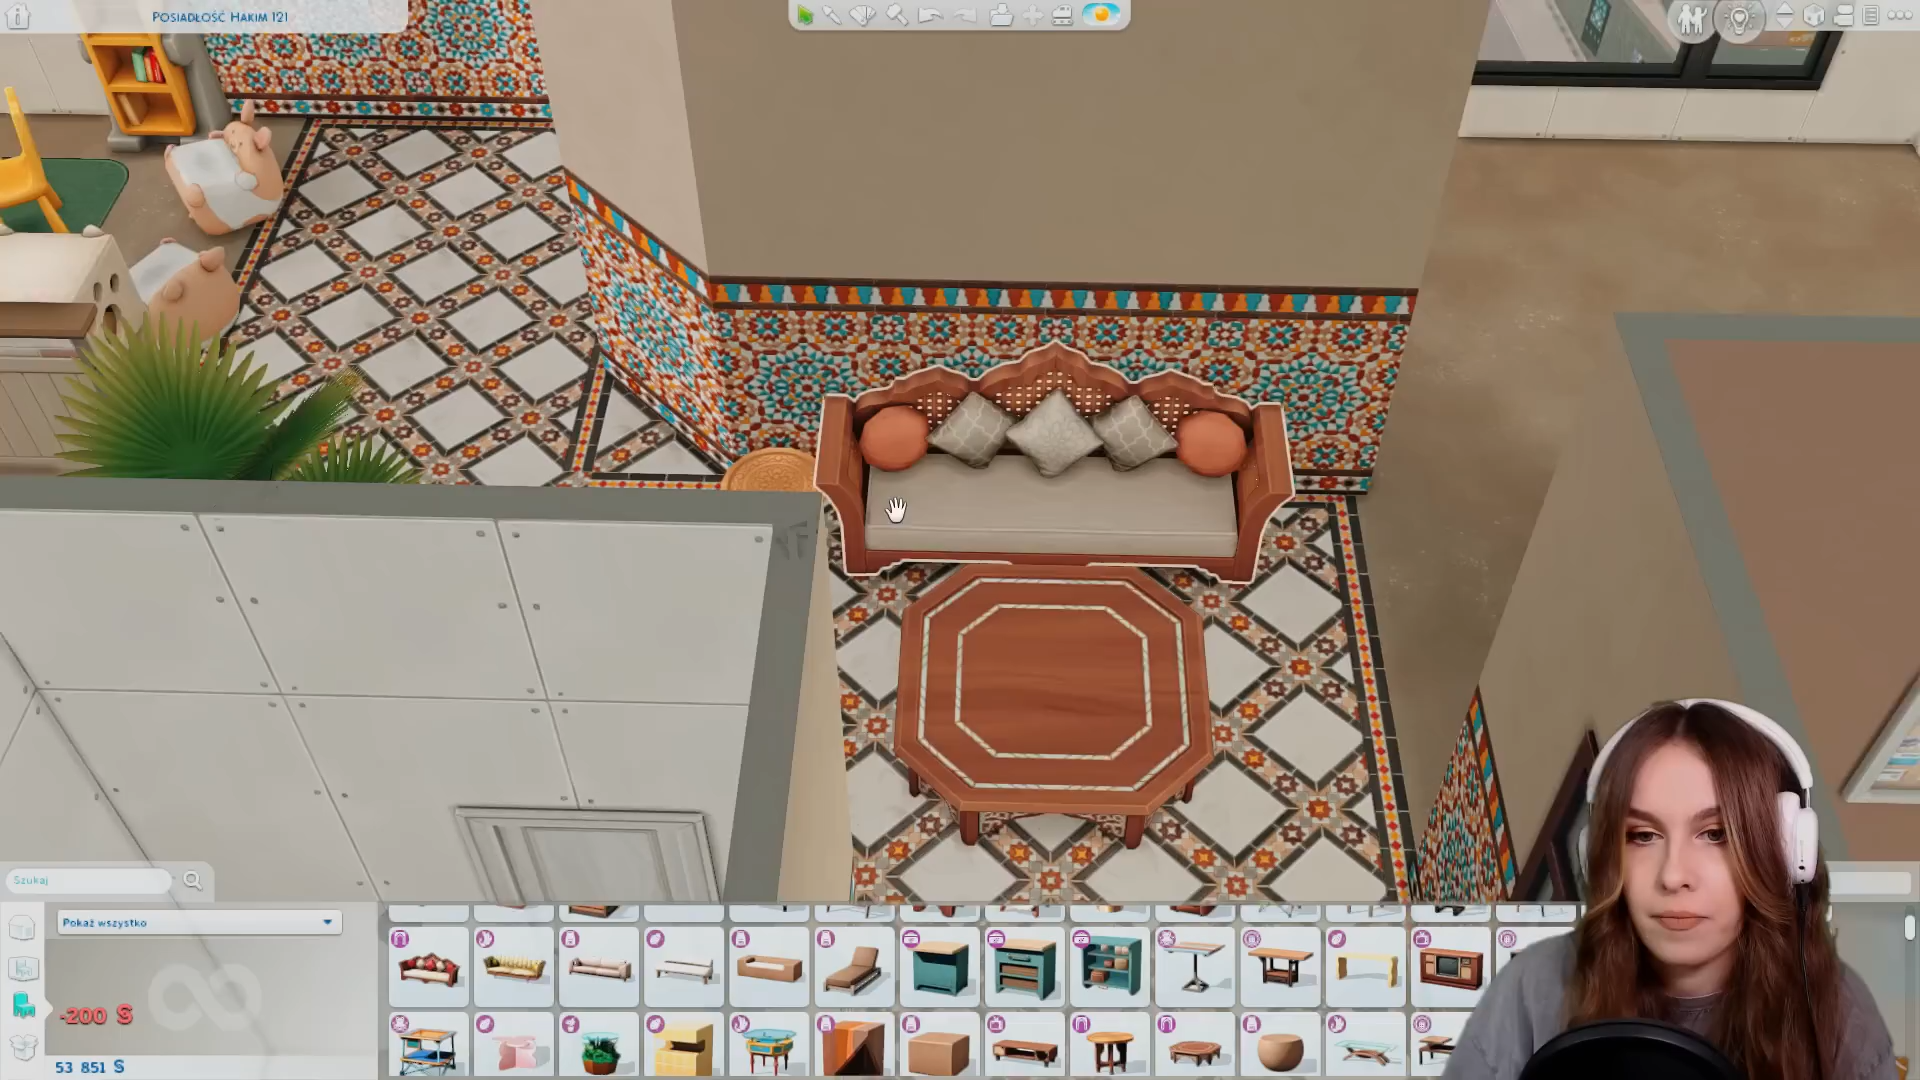 Posiadłość Hakim 121
Szukaj
Pokaż wszystko
-200 §
53 851 §